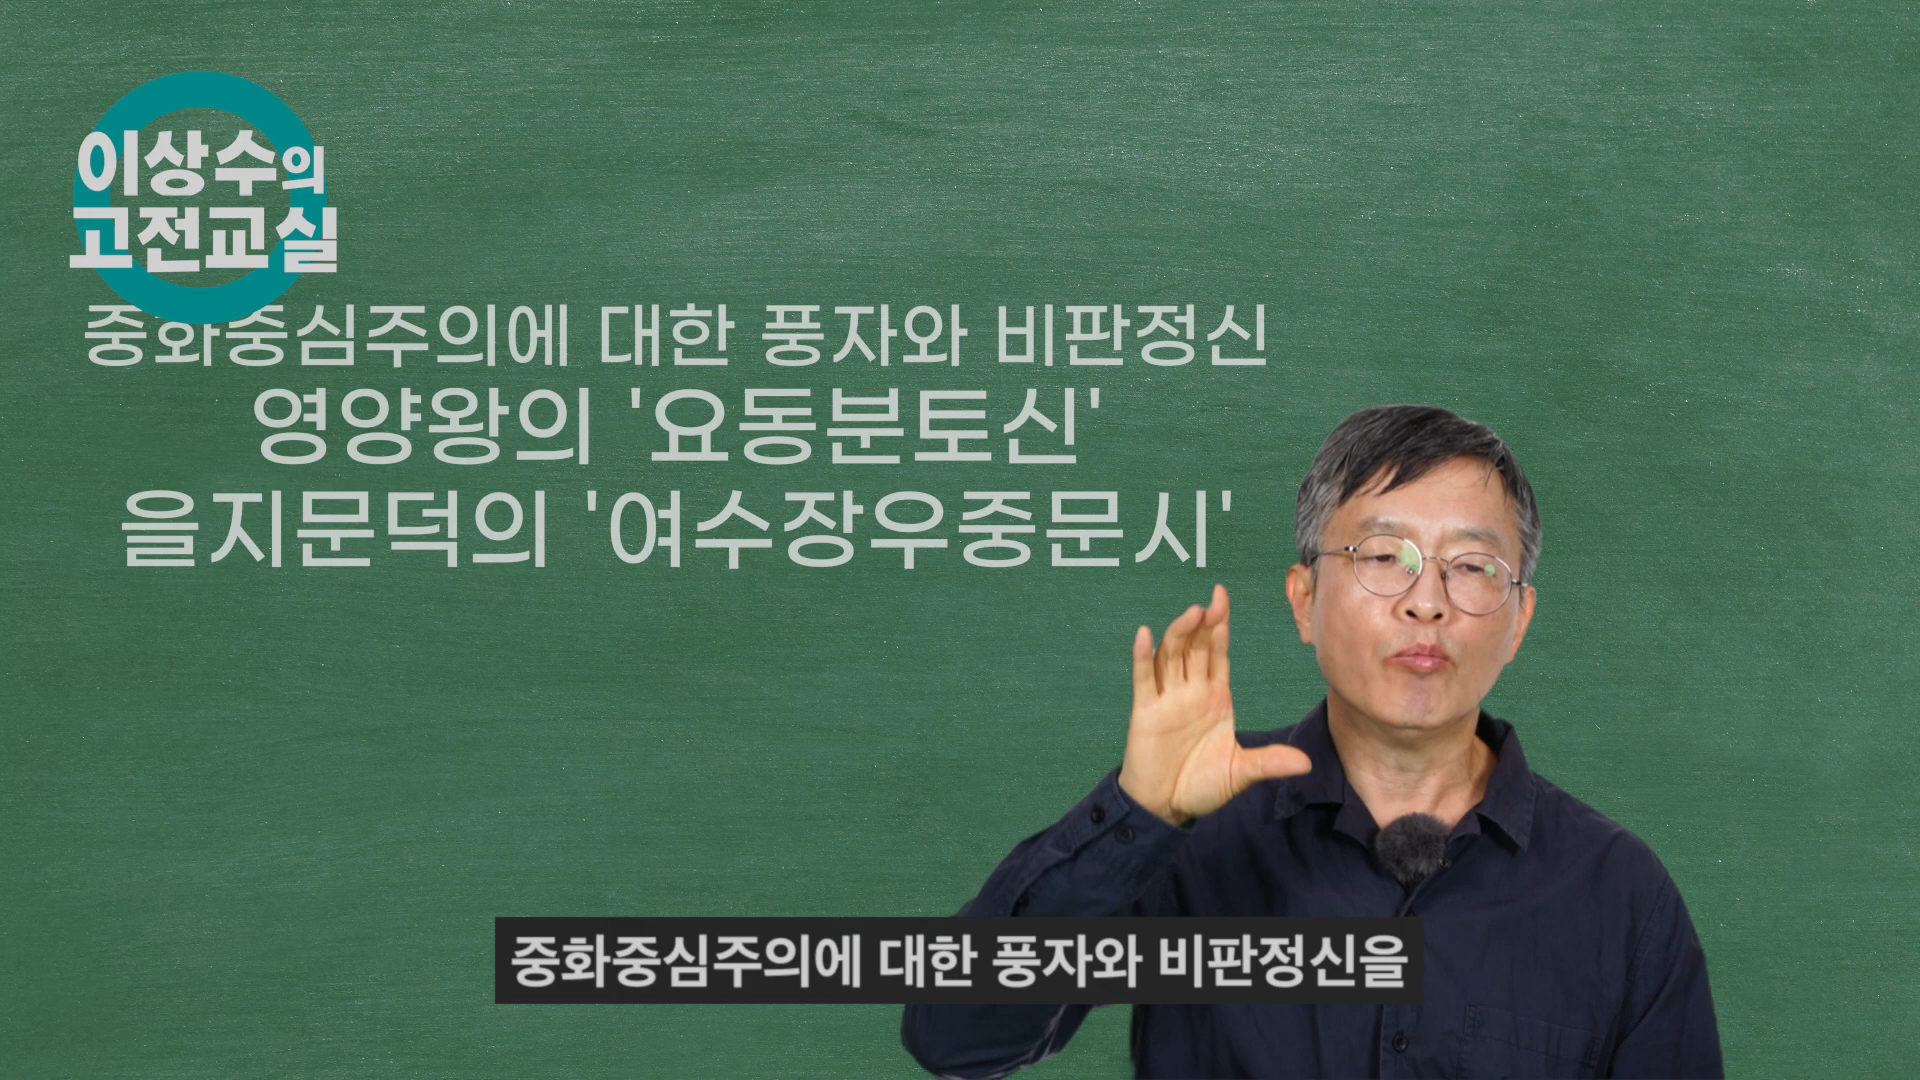 이상수의
고전교실
중화중심주의에 대한 풍자와 비판정신
영양왕의 '요동분토신'
을지문덕의 '여수장우중문시'
중화중심주의에 대한 풍자와 비판정신을